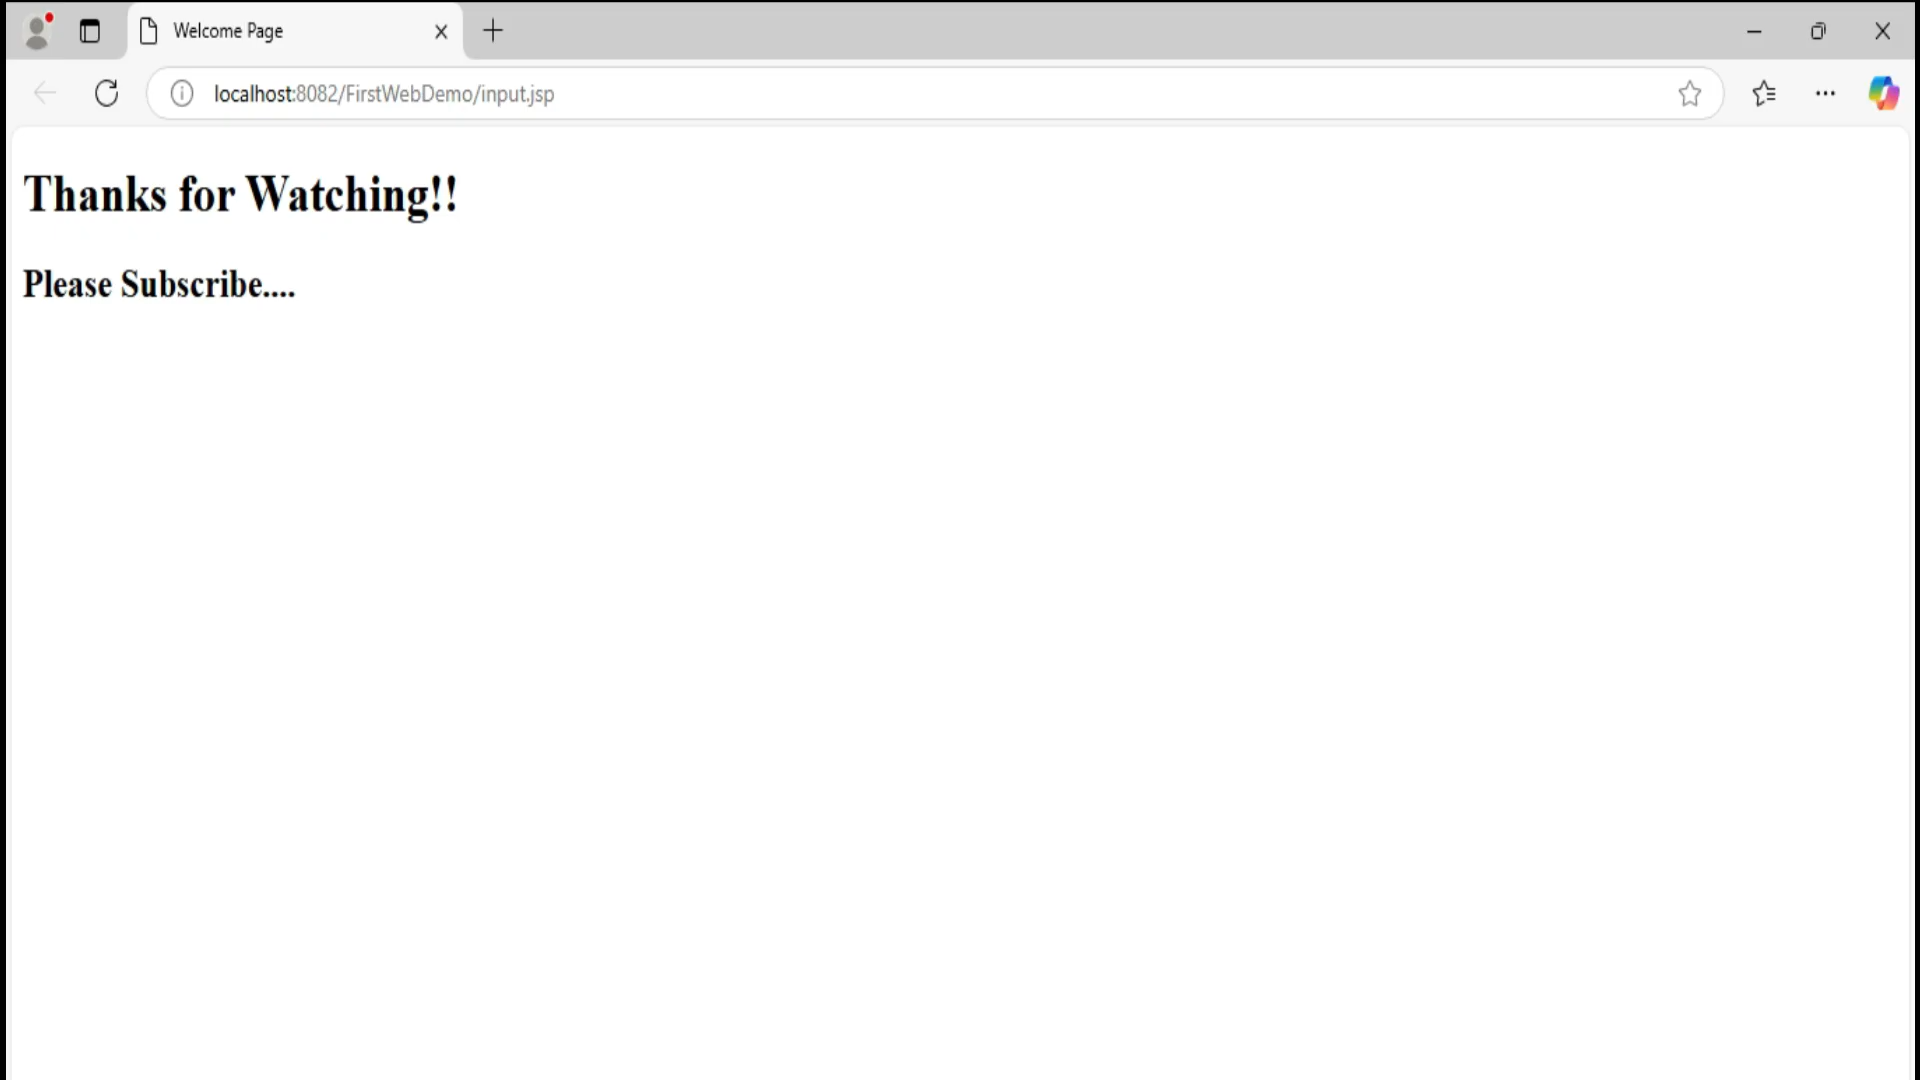 Welcome Page
localhost:8082/FirstWebDemo/input.jsp
Thanks for Watching!!
Please Subscribe....